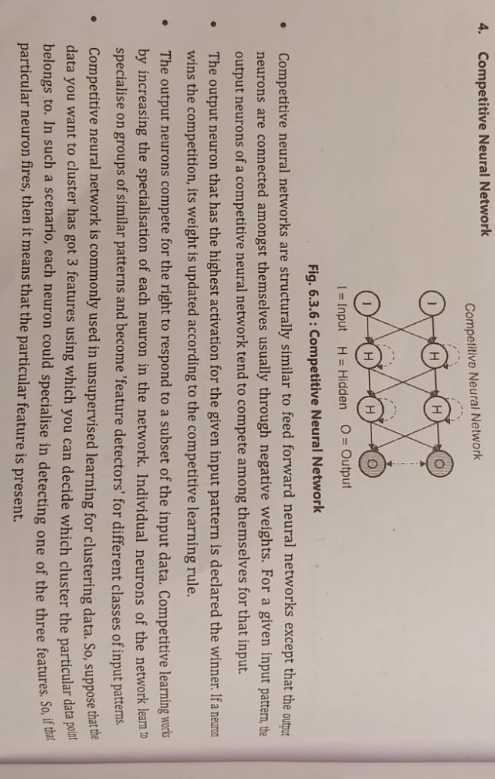 4. Competitive Neural Network
Competitive Neural Network
I I
H H
H H
O O
I = Input H = Hidden O = Output
Fig. 6.3.6 : Competitive Neural Network
• Competitive neural networks are structurally similar to feed forward neural networks except that the output
neurons are connected amongst themselves usually through negative weights. For a given input pattern, the
output neurons of a competitive neural network tend to compete among themselves for that input.
• The output neuron that has the highest activation for the given input pattern is declared the winner. If a neuron
wins the competition, its weight is updated according to the competitive learning rule.
• The output neurons compete for the right to respond to a subset of the input data. Competitive learning works
by increasing the specialisation of each neuron in the network. Individual neurons of the network learn to
specialise on groups of similar patterns and become 'feature detectors' for different classes of input patterns.
• Competitive neural network is commonly used in unsupervised learning for clustering data. So, suppose that the
data you want to cluster has got 3 features using which you can decide which cluster the particular data point
belongs to. In such a scenario, each neuron could specialise in detecting one of the three features. So, if that
particular neuron fires, then it means that the particular feature is present.